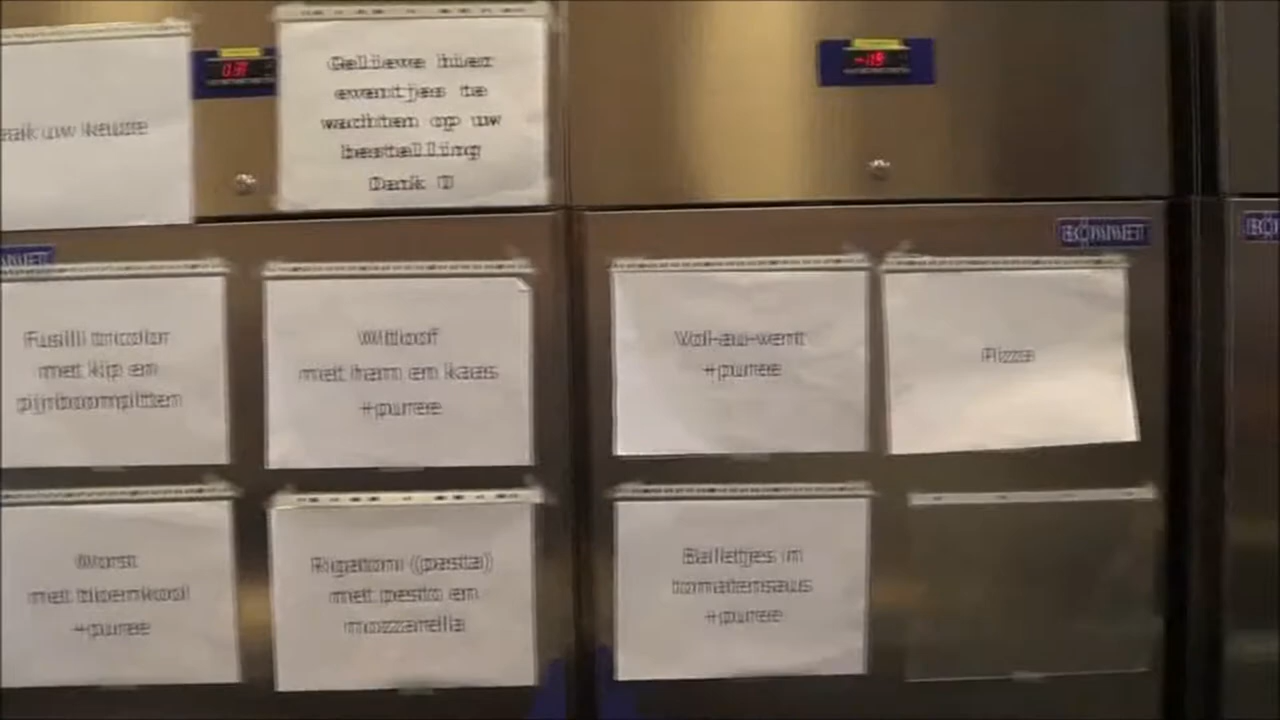 uw keuze
Gelieve hier
eventjes te
wachten op uw
bestelling
Dank U
Fusilli tricolor
met kip en
pijnboompitten
Witloof
met ham en kaas
+puree
Vol-au-vent
+puree
Pizza
Worst
met bloemkool
+puree
Rigatoni (pasta)
met pesto en
mozzarella
Balletjes in
tomatensaus
+puree